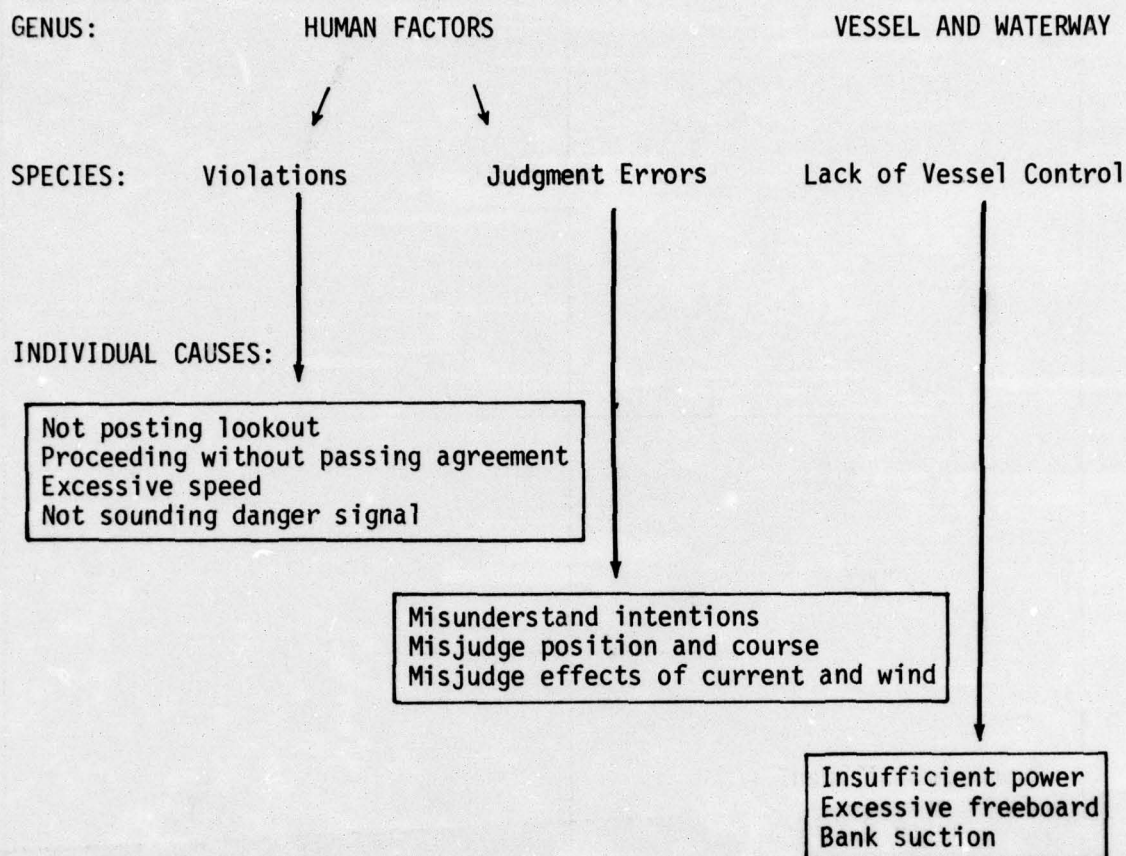 GENUS: HUMAN FACTORS VESSEL AND WATERWAY
SPECIES: Violations Judgment Errors Lack of Vessel Control
INDIVIDUAL CAUSES:
Not posting lookout
Proceeding without passing agreement
Excessive speed
Not sounding danger signal
Misunderstand intentions
Misjudge position and course
Misjudge effects of current and wind
Insufficient power
Excessive freeboard
Bank suction